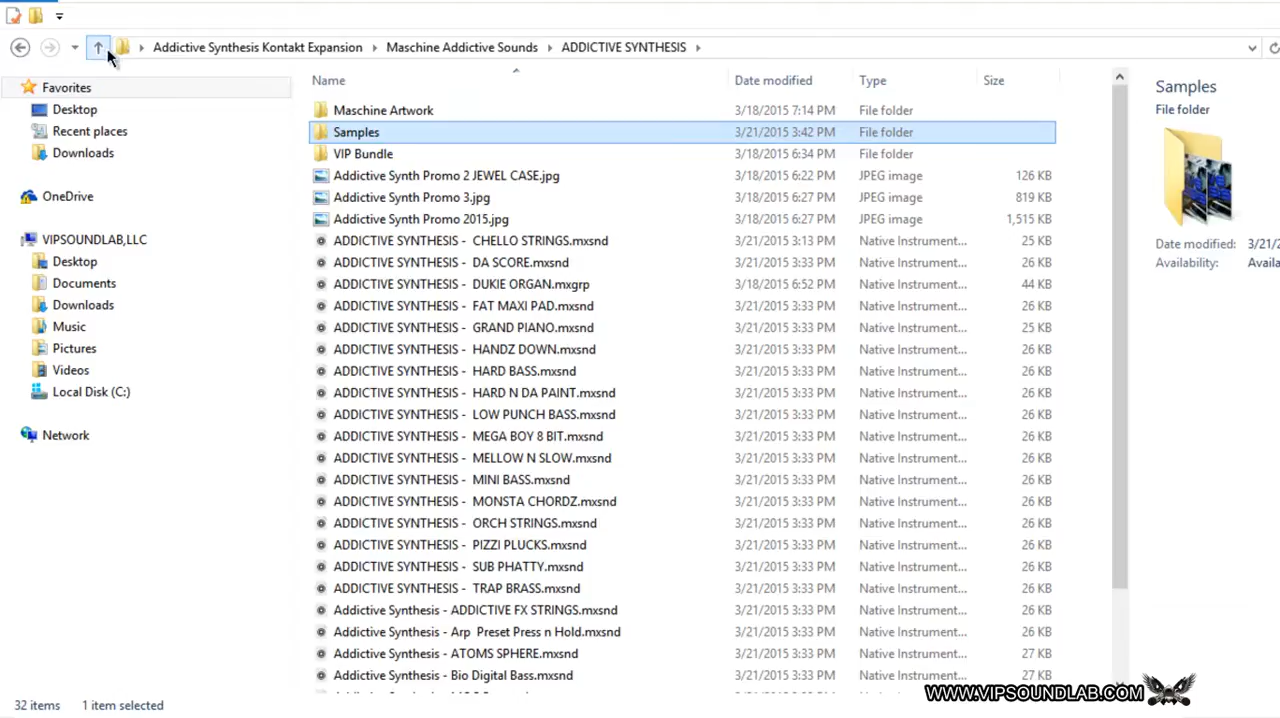 Addictive Synthesis Kontakt Expansion Maschine Addictive Sounds ADDICTIVE SYNTHESIS
Favorites
Desktop
Recent places
Downloads
OneDrive
VIPSOUNDLAB,LLC
Desktop
Documents
Downloads
Music
Pictures
Videos
Local Disk (C:)
Network
Name Date modified Type Size
Maschine Artwork 3/18/2015 7:14 PM File folder
Samples 3/21/2015 3:42 PM File folder
VIP Bundle 3/18/2015 6:34 PM File folder
Addictive Synth Promo 2 JEWEL CASE.jpg 3/18/2015 6:22 PM JPEG image 126 KB
Addictive Synth Promo 3.jpg 3/18/2015 6:27 PM JPEG image 819 KB
Addictive Synth Promo 2015.jpg 3/18/2015 6:27 PM JPEG image 1,515 KB
ADDICTIVE SYNTHESIS - CHELLO STRINGS.mxsnd 3/21/2015 3:13 PM Native Instrument... 25 KB
ADDICTIVE SYNTHESIS - DA SCORE.mxsnd 3/21/2015 3:33 PM Native Instrument... 26 KB
ADDICTIVE SYNTHESIS - DUKIE ORGAN.mxgrp 3/18/2015 6:52 PM Native Instrument... 44 KB
ADDICTIVE SYNTHESIS - FAT MAXI PAD.mxsnd 3/21/2015 3:33 PM Native Instrument... 26 KB
ADDICTIVE SYNTHESIS - GRAND PIANO.mxsnd 3/21/2015 3:33 PM Native Instrument... 25 KB
ADDICTIVE SYNTHESIS - HANDZ DOWN.mxsnd 3/21/2015 3:33 PM Native Instrument... 26 KB
ADDICTIVE SYNTHESIS - HARD BASS.mxsnd 3/21/2015 3:33 PM Native Instrument... 26 KB
ADDICTIVE SYNTHESIS - HARD N DA PAINT.mxsnd 3/21/2015 3:33 PM Native Instrument... 26 KB
ADDICTIVE SYNTHESIS - LOW PUNCH BASS.mxsnd 3/21/2015 3:33 PM Native Instrument... 26 KB
ADDICTIVE SYNTHESIS - MEGA BOY 8 BIT.mxsnd 3/21/2015 3:33 PM Native Instrument... 26 KB
ADDICTIVE SYNTHESIS - MELLOW N SLOW.mxsnd 3/21/2015 3:33 PM Native Instrument... 26 KB
ADDICTIVE SYNTHESIS - MINI BASS.mxsnd 3/21/2015 3:33 PM Native Instrument... 26 KB
ADDICTIVE SYNTHESIS - MONSTA CHORDZ.mxsnd 3/21/2015 3:33 PM Native Instrument... 26 KB
ADDICTIVE SYNTHESIS - ORCH STRINGS.mxsnd 3/21/2015 3:33 PM Native Instrument... 26 KB
ADDICTIVE SYNTHESIS - PIZZI PLUCKS.mxsnd 3/21/2015 3:33 PM Native Instrument... 26 KB
ADDICTIVE SYNTHESIS - SUB PHATTY.mxsnd 3/21/2015 3:33 PM Native Instrument... 26 KB
ADDICTIVE SYNTHESIS - TRAP BRASS.mxsnd 3/21/2015 3:33 PM Native Instrument... 26 KB
Addictive Synthesis - ADDICTIVE FX STRINGS.mxsnd 3/21/2015 3:33 PM Native Instrument... 26 KB
Addictive Synthesis - Arp Preset Press n Hold.mxsnd 3/21/2015 3:33 PM Native Instrument... 26 KB
Addictive Synthesis - ATOMS SPHERE.mxsnd 3/21/2015 3:33 PM Native Instrument... 27 KB
Addictive Synthesis - Bio Digital Bass.mxsnd 3/21/2015 3:33 PM Native Instrument... 27 KB
Samples
File folder
Date modified: 3/21/2
Availability: Availa
32 items 1 item selected
WWW.VIPSOUNDLAB.COM